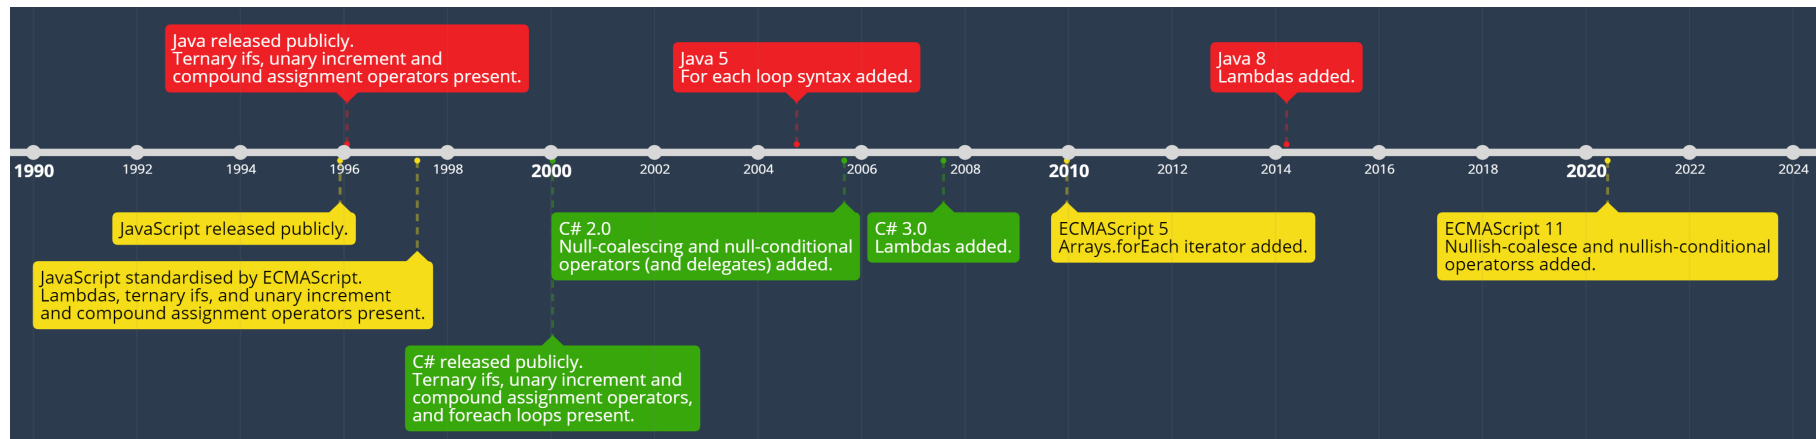 Java released publicly.
Ternary ifs, unary increment and
compound assignment operators present.
Java 5
For each loop syntax added.
Java 8
Lambdas added.
1990
1992
1994
1996
1998
2000
2002
2004
2006
2008
2010
2012
2014
2016
2018
2020
2022
2024
JavaScript released publicly.
JavaScript standardised by ECMAScript.
Lambdas, ternary ifs, and unary increment
and compound assignment operators present.
C# released publicly.
Ternary ifs, unary increment and
compound assignment operators,
and foreach loops present.
C# 2.0
Null-coalescing and null-conditional
operators (and delegates) added.
C# 3.0
Lambdas added.
ECMAScript 5
Arrays.forEach iterator added.
ECMAScript 11
Nullish-coalesce and nullish-conditional
operatorss added.